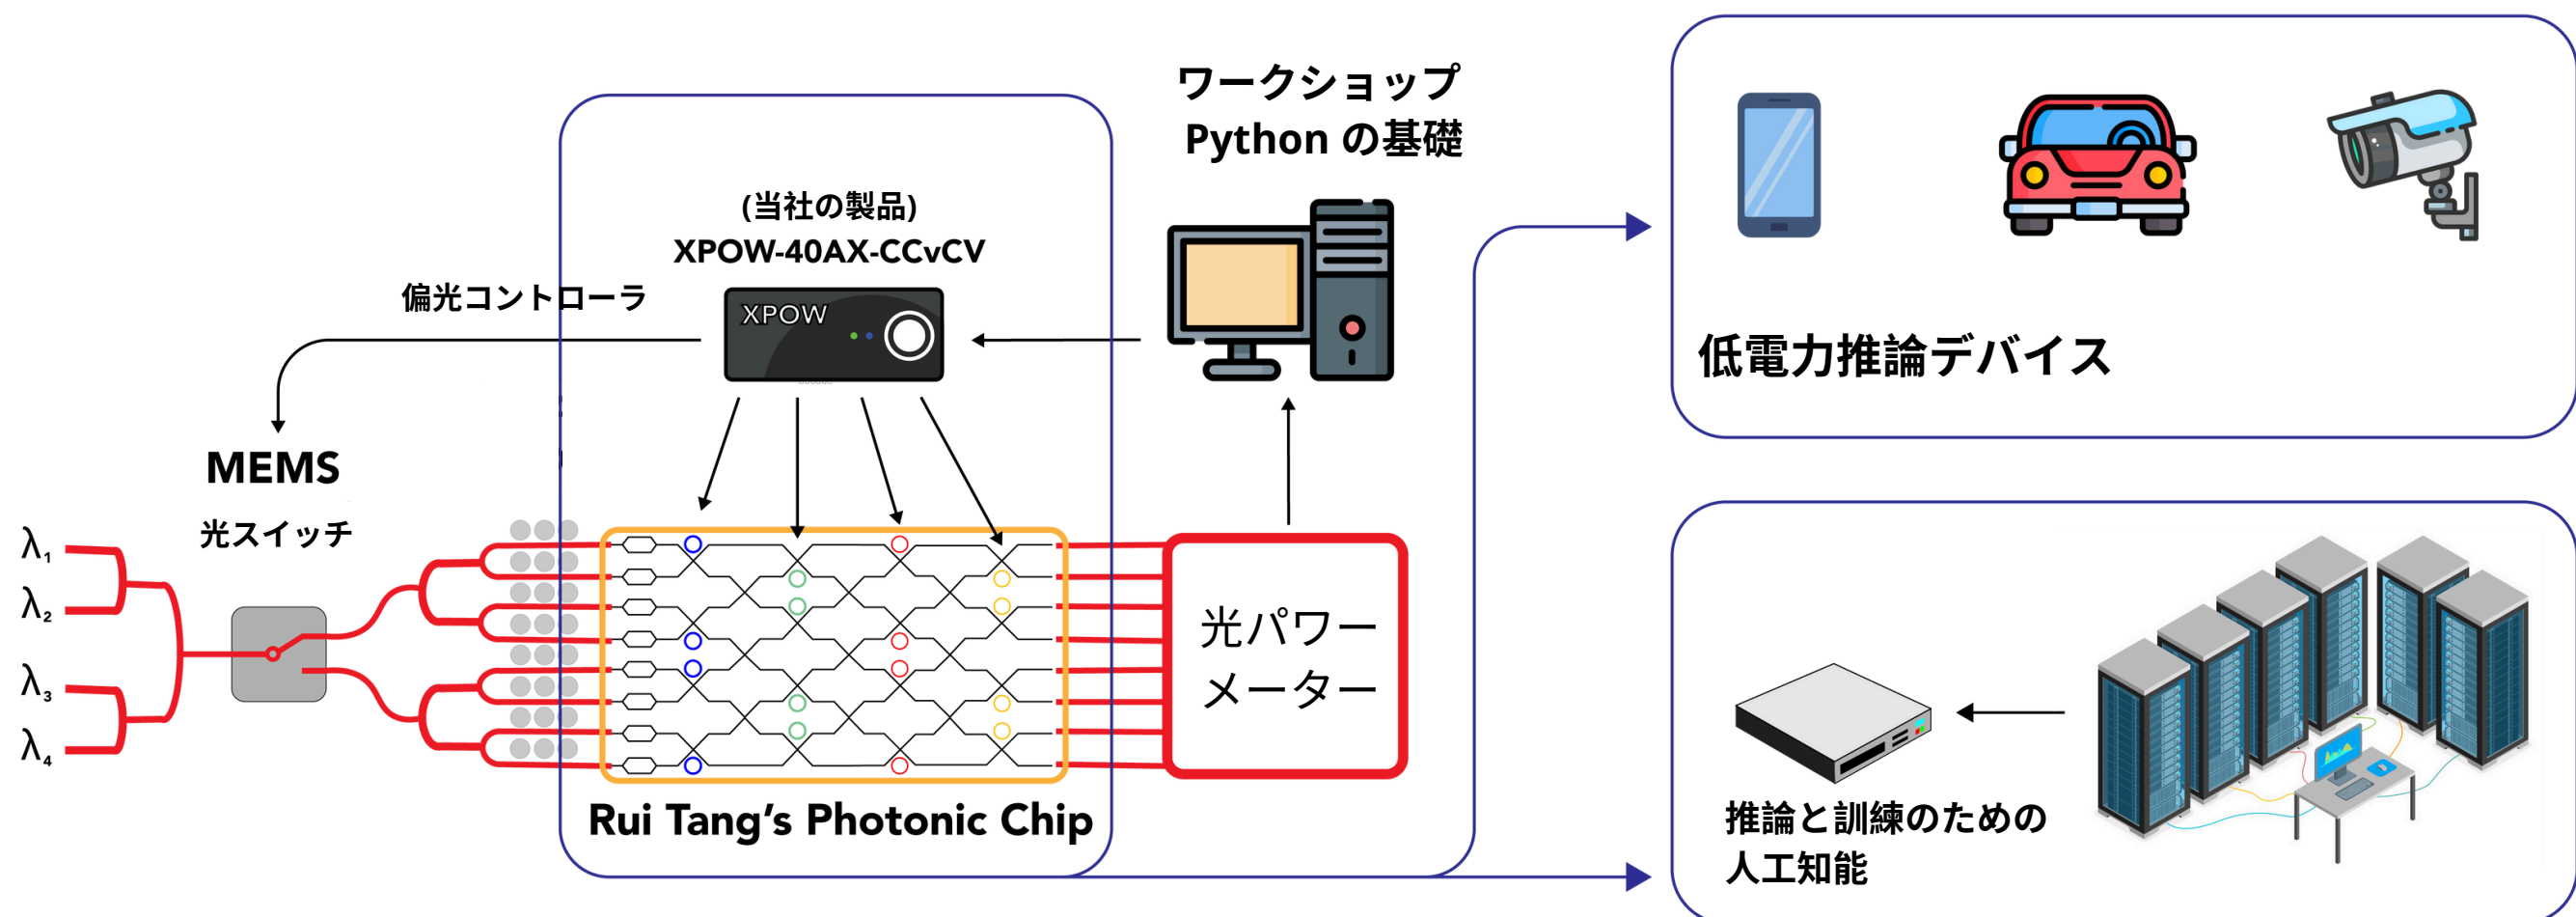 ワークショップ
Python の基礎
(当社の製品)
XPOW-40AX-CCvCV
偏光コントローラ
XPOW
低電力推論デバイス
MEMS
光スイッチ
λ₁
λ₂
λ₃
λ₄
光パワー
メーター
Rui Tang's Photonic Chip
推論と訓練のための
人工知能